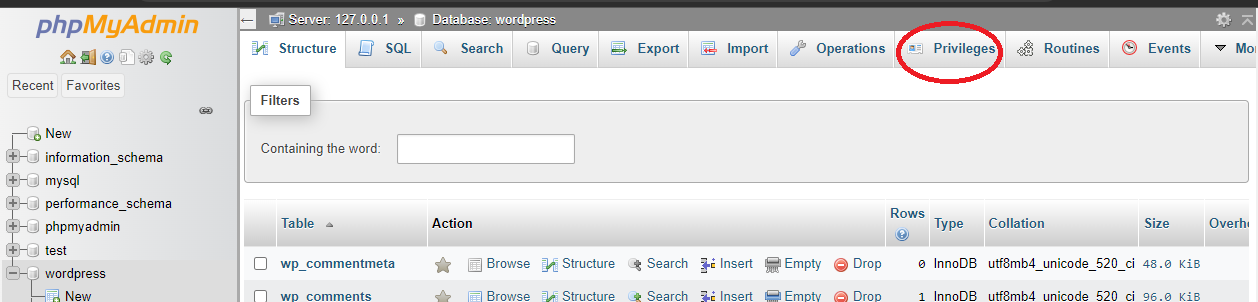 phpMyAdmin
Recent Favorites
New
information_schema
mysql
performance_schema
phpmyadmin
test
wordpress
New
Server: 127.0.0.1 » Database: wordpress
Structure SQL Search Query Export Import Operations Privileges Routines Events Mo
Filters
Containing the word:
Table Action Rows Type Collation Size Overhe
wp_commentmeta Browse Structure Search Insert Empty Drop 0 InnoDB utf8mb4_unicode_520_ci 48.0 KiB
wp_comments Browse Structure Search Insert Empty Drop 1 InnoDB utf8mb4_unicode_520_ci 96.0 KiB